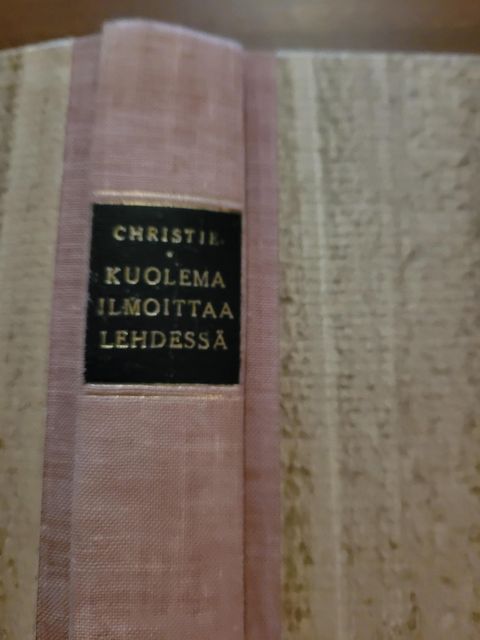 CHRISTIE
*
KUOLEMA
ILMOITTAA
LEHDESSÄ